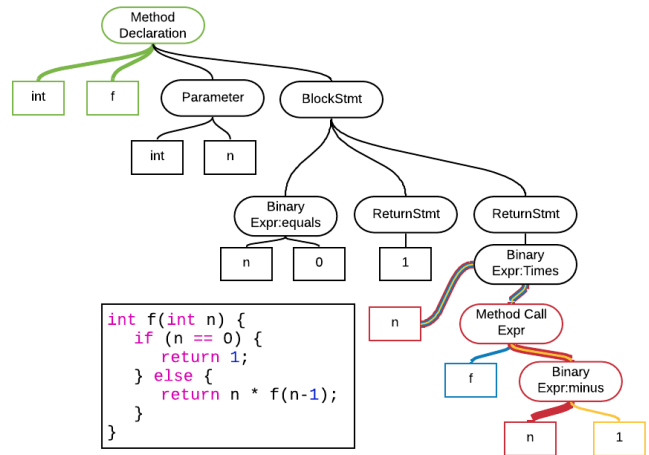 Method
Declaration
int
f
Parameter
BlockStmt
int
n
Binary
Expr:equals
ReturnStmt
ReturnStmt
n
0
1
Binary
Expr:Times
n
Method Call
Expr
f
Binary
Expr:minus
n
1
int f(int n) {
if (n == 0) {
return 1;
} else {
return n * f(n-1);
}
}